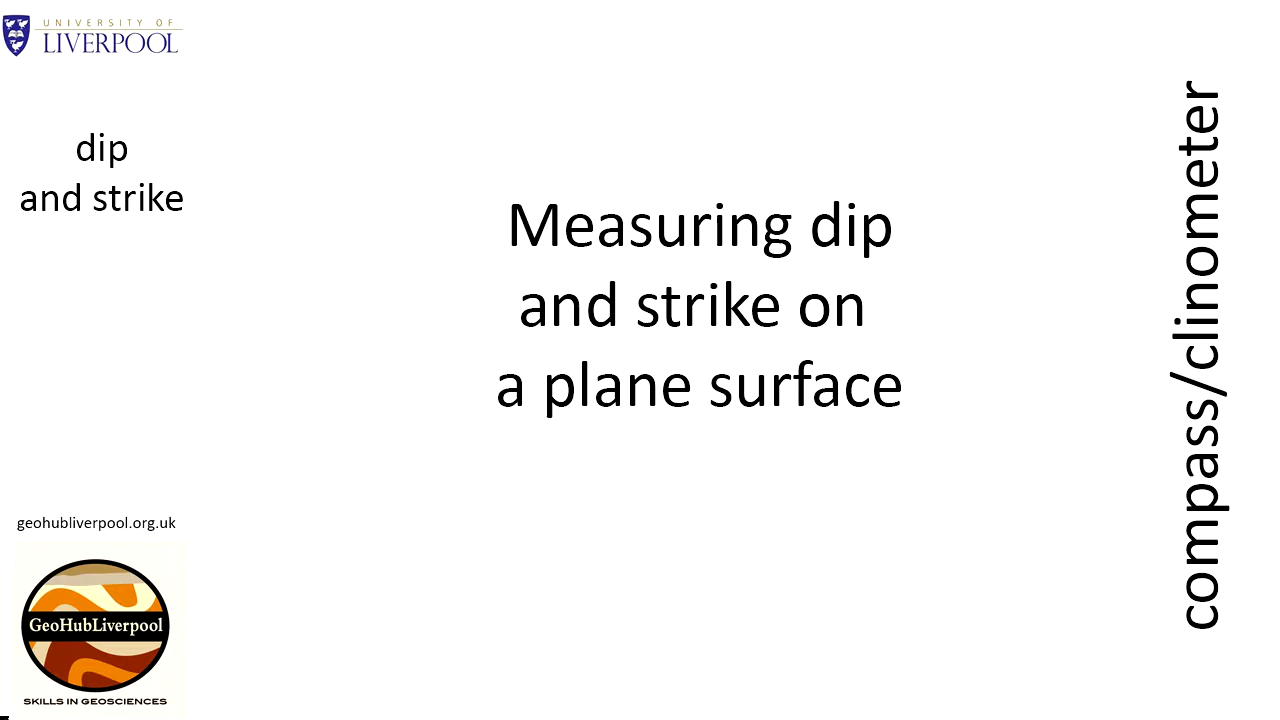 UNIVERSITY OF
LIVERPOOL
dip
and strike
Measuring dip
and strike on
a plane surface
compass/clinometer
geohubliverpool.org.uk
GeoHubLiverpool
SKILLS IN GEOSCIENCES